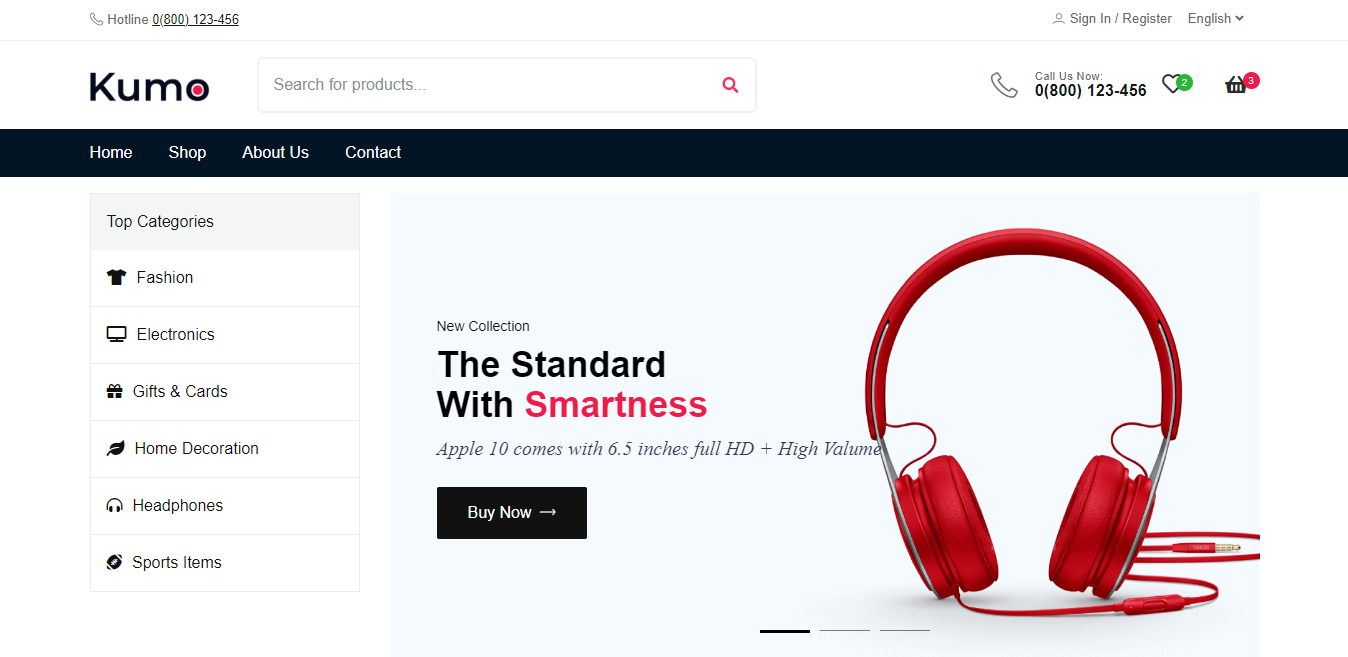 Hotline 0(800) 123-456
Sign In / Register English
Kumo
Search for products...
Call Us Now:
0(800) 123-456
2
3
Home Shop About Us Contact
Top Categories
Fashion
Electronics
Gifts & Cards
Home Decoration
Headphones
Sports Items
New Collection
The Standard
With Smartness
Apple 10 comes with 6.5 inches full HD + High Valume
Buy Now